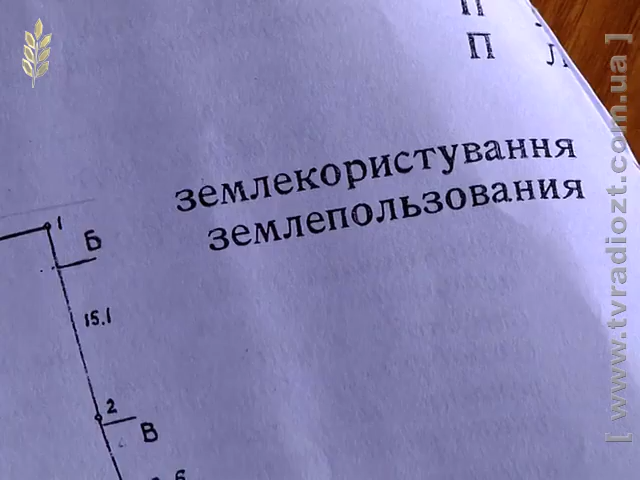 П
П Л
землекористування
землепользования
1
Б
15.1
2
В
[ www.tvradiozt.com.ua ]